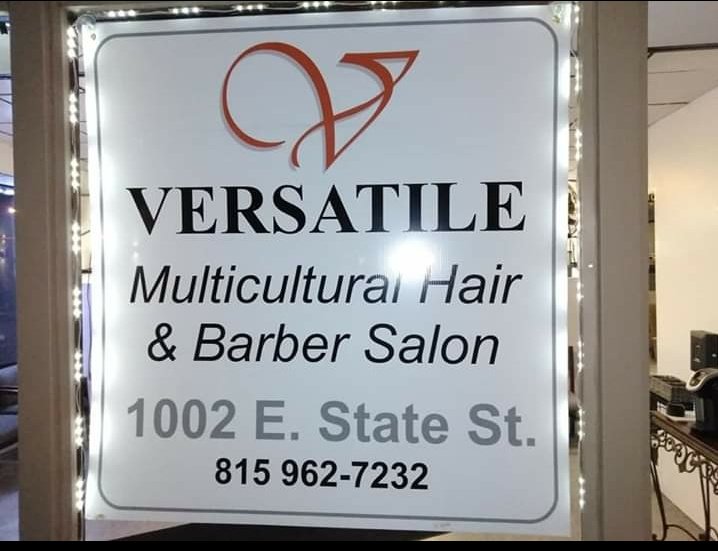 VERSATILE
Multicultural Hair
& Barber Salon
1002 E. State St.
815 962-7232